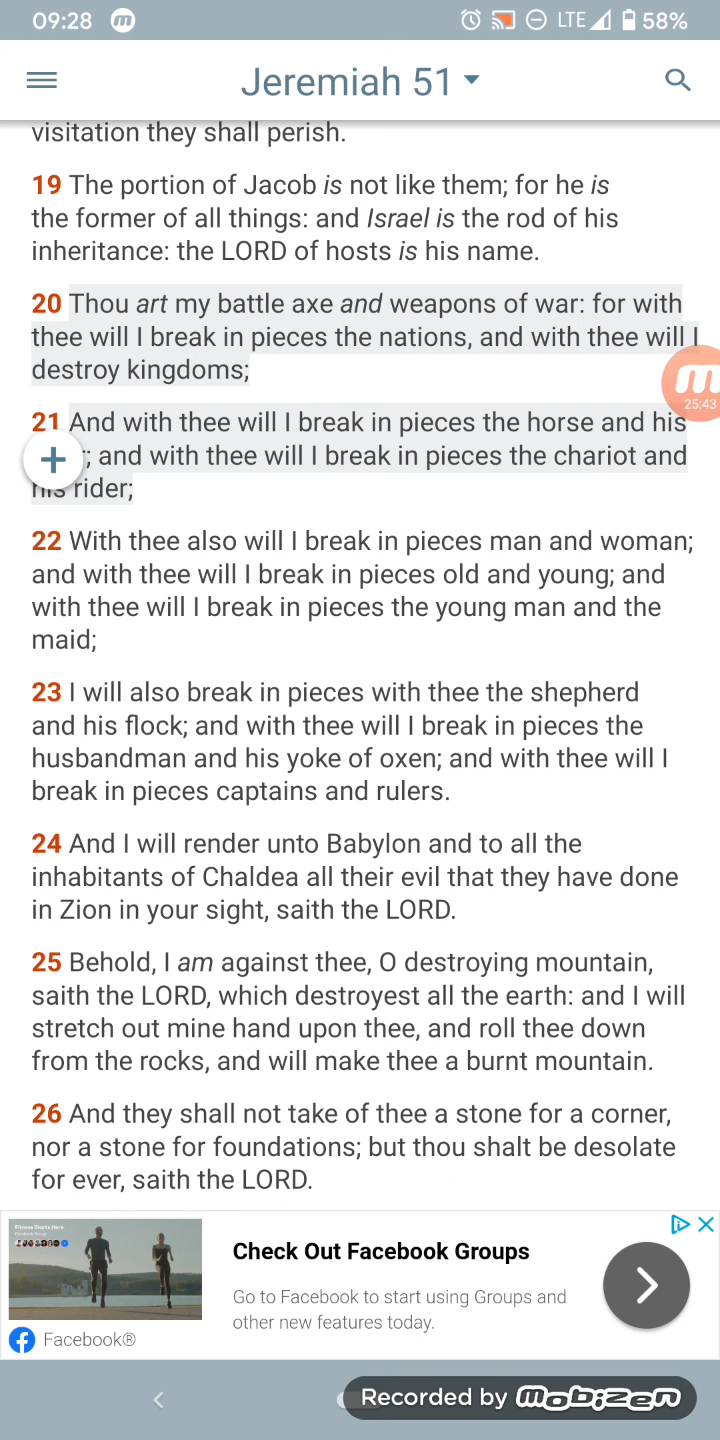 09:28
LTE 58%
Jeremiah 51
visitation they shall perish.
19 The portion of Jacob is not like them; for he is
the former of all things: and Israel is the rod of his
inheritance: the LORD of hosts is his name.
20 Thou art my battle axe and weapons of war: for with
thee will I break in pieces the nations, and with thee will I
destroy kingdoms;
25:43
21 And with thee will I break in pieces the horse and his
; and with thee will I break in pieces the chariot and
his rider;
22 With thee also will I break in pieces man and woman;
and with thee will I break in pieces old and young; and
with thee will I break in pieces the young man and the
maid;
23 I will also break in pieces with thee the shepherd
and his flock; and with thee will I break in pieces the
husbandman and his yoke of oxen; and with thee will I
break in pieces captains and rulers.
24 And I will render unto Babylon and to all the
inhabitants of Chaldea all their evil that they have done
in Zion in your sight, saith the LORD.
25 Behold, I am against thee, O destroying mountain,
saith the LORD, which destroyest all the earth: and I will
stretch out mine hand upon thee, and roll thee down
from the rocks, and will make thee a burnt mountain.
26 And they shall not take of thee a stone for a corner,
nor a stone for foundations; but thou shalt be desolate
for ever, saith the LORD.
Fitness Starts Here
Check Out Facebook Groups
Go to Facebook to start using Groups and
other new features today.
Facebook®
Recorded by Mobizen